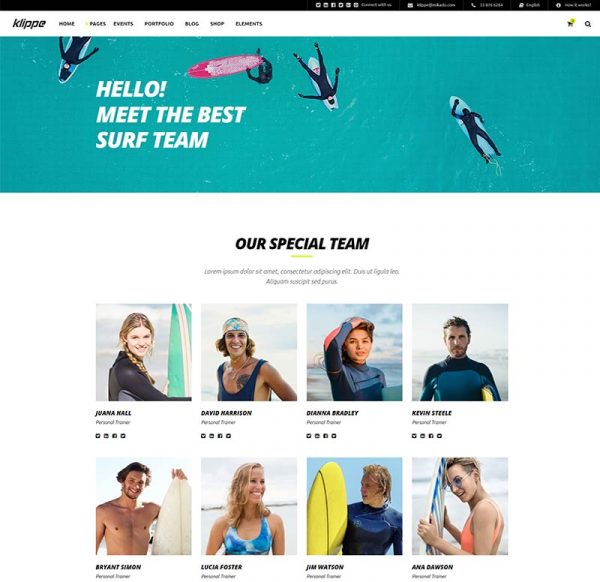 Connect with us klippe@mikado.com 33 876 6284 English How it works!
klippe HOME PAGES EVENTS PORTFOLIO BLOG SHOP ELEMENTS
HELLO!
MEET THE BEST
SURF TEAM
OUR SPECIAL TEAM
Lorem ipsum dolor sit amet, consectetur adipiscing elit. Duis ut ligula leo.
Aliquam suscipit sed purus.
JUANA HALL DAVID HARRISON DIANNA BRADLEY KEVIN STEELE
Personal Trainer Personal Trainer Personal Trainer Personal Trainer
BRYANT SIMON LUCIA FOSTER JIM WATSON ANA DAWSON
Personal Trainer Personal Trainer Personal Trainer Personal Trainer